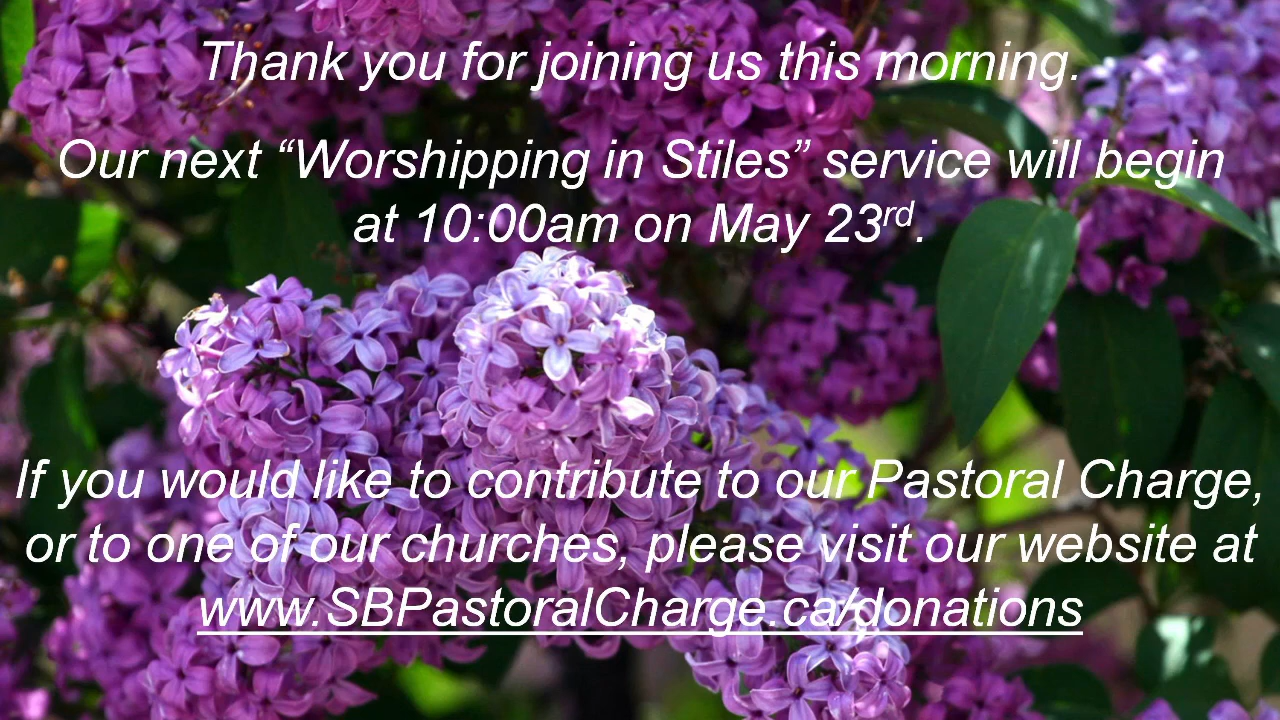 Thank you for joining us this morning.
Our next “Worshipping in Stiles” service will begin
at 10:00am on May 23rd.
If you would like to contribute to our Pastoral Charge,
or to one of our churches, please visit our website at
www.SBPastoralCharge.ca/donations